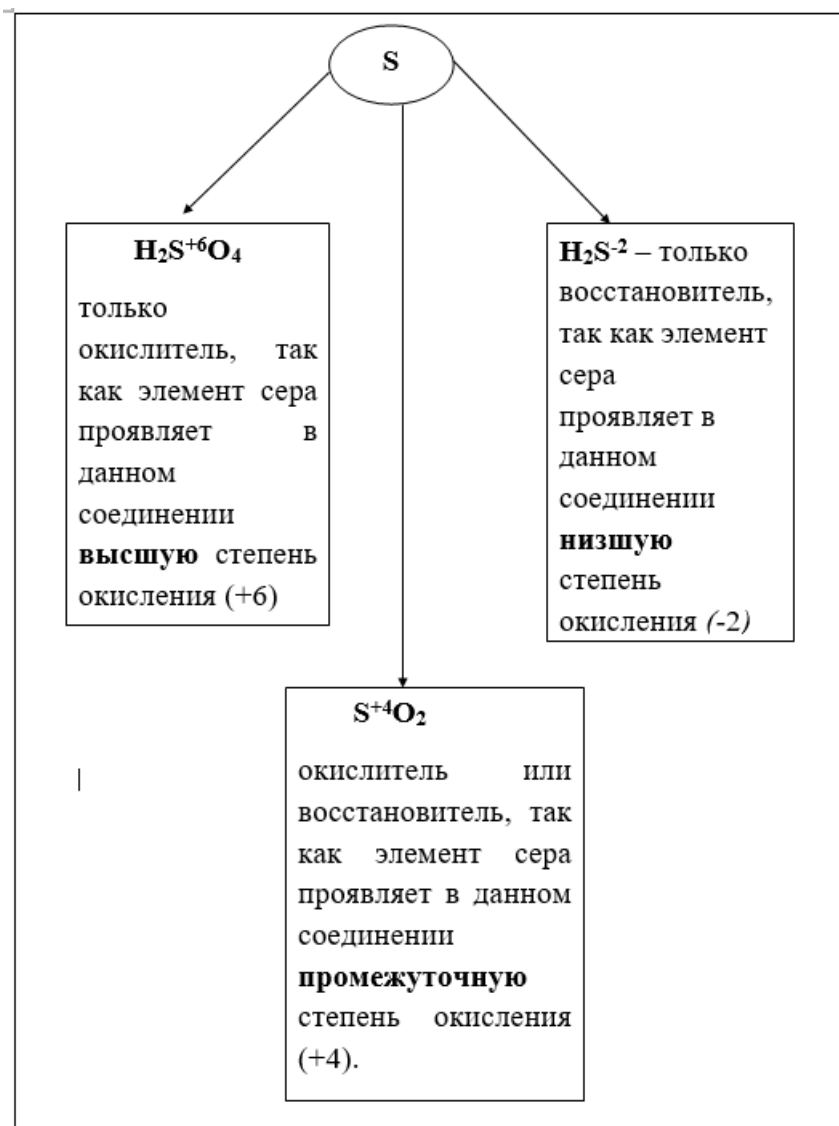 S
H₂S⁺⁶O₄
только
окислитель, так
как элемент сера
проявляет в
данном
соединении
высшую степень
окисления (+6)
H₂S⁻² – только
восстановитель,
так как элемент
сера
проявляет в
данном
соединении
низшую
степень
окисления (-2)
S⁺⁴O₂
окислитель или
восстановитель, так
как элемент сера
проявляет в данном
соединении
промежуточную
степень окисления
(+4).